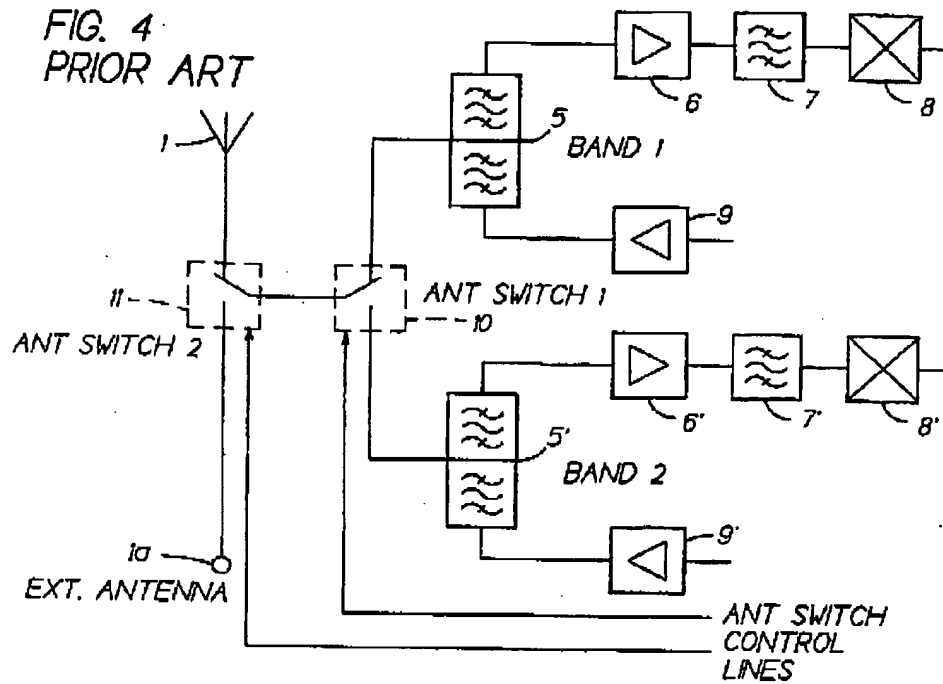 FIG. 4
PRIOR ART
1
6
7
8
5
BAND 1
9
11
ANT SWITCH 1
10
ANT SWITCH 2
6'
7'
8'
5'
BAND 2
9'
1a
EXT. ANTENNA
ANT SWITCH
CONTROL
LINES